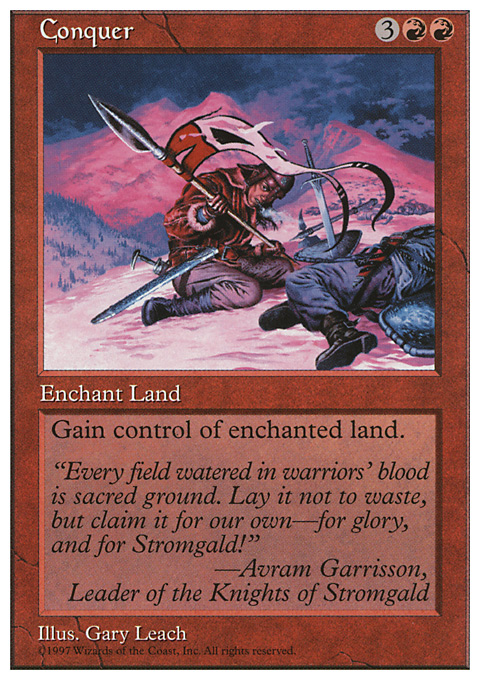 Conquer 3
Enchant Land
Gain control of enchanted land.
“Every field watered in warriors’ blood
is sacred ground. Lay it not to waste,
but claim it for our own—for glory,
and for Stromgald!”
—Avram Garrisson,
Leader of the Knights of Stromgald
Illus. Gary Leach
©1997 Wizards of the Coast, Inc. All rights reserved.